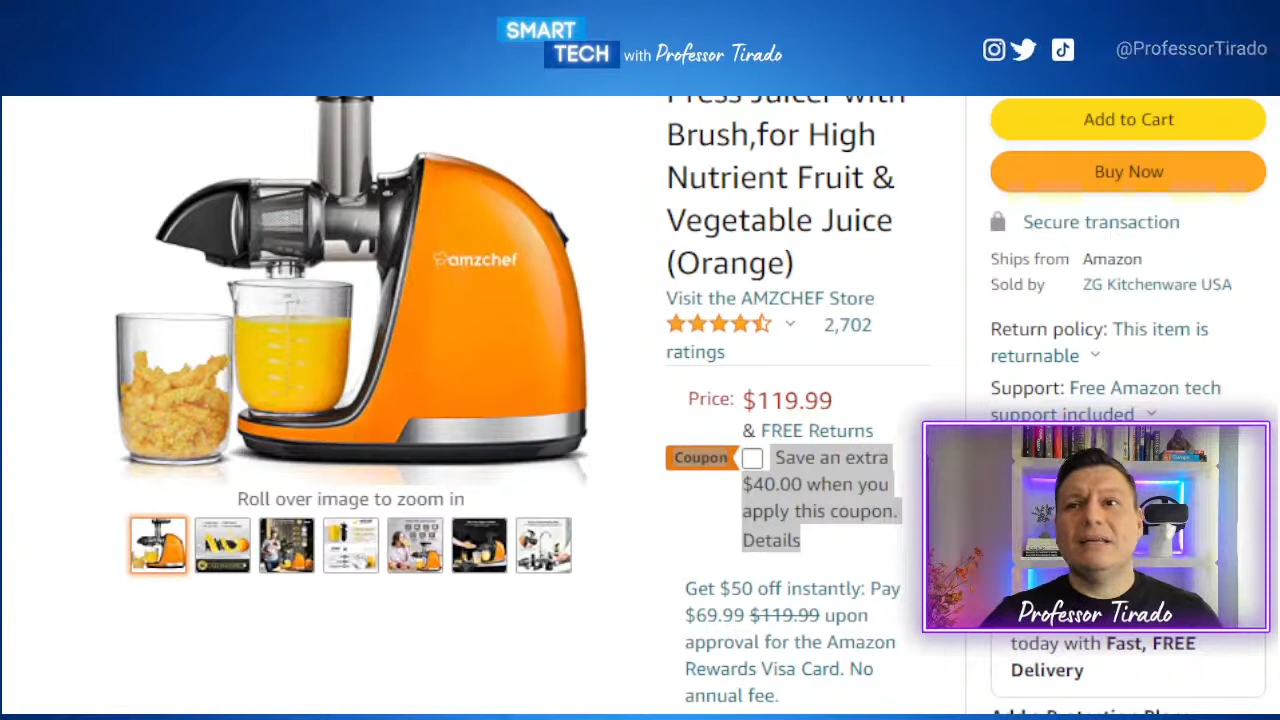 SMART
TECH with Professor Tirado
@ProfessorTirado
Press Juicer with
Brush,for High
Nutrient Fruit &
Vegetable Juice
(Orange)
Visit the AMZCHEF Store
2,702
ratings
Price: $119.99
& FREE Returns
Coupon Save an extra
$40.00 when you
apply this coupon.
Details
Get $50 off instantly: Pay
$69.99 $119.99 upon
approval for the Amazon
Rewards Visa Card. No
annual fee.
amzchef
Roll over image to zoom in
Add to Cart
Buy Now
Secure transaction
Ships from Amazon
Sold by ZG Kitchenware USA
Return policy: This item is
returnable
Support: Free Amazon tech
support included
Professor Tirado
today with Fast, FREE
Delivery